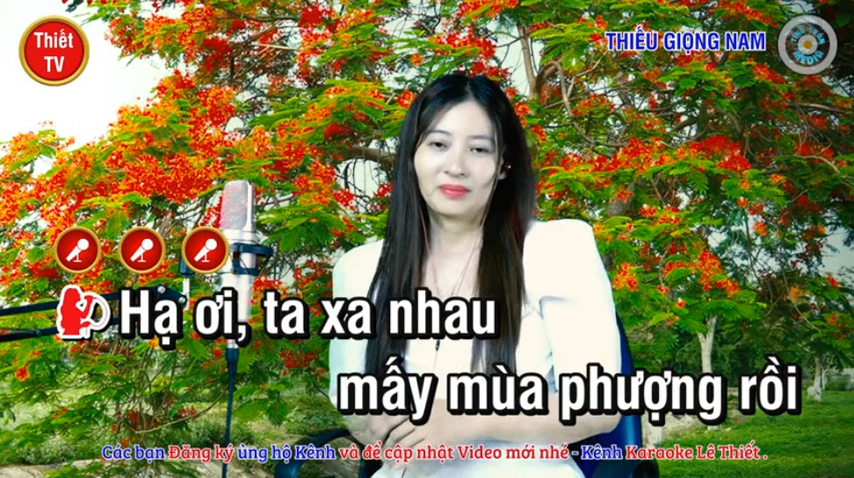 Thiết
TV
THIẾU GIỌNG NAM
MEDIA
Hạ ơi, ta xa nhau
mấy mùa phượng rồi
Các bạn Đăng ký ủng hộ Kênh và để cập nhật Video mới nhé - Kênh Karaoke Lê Thiết .